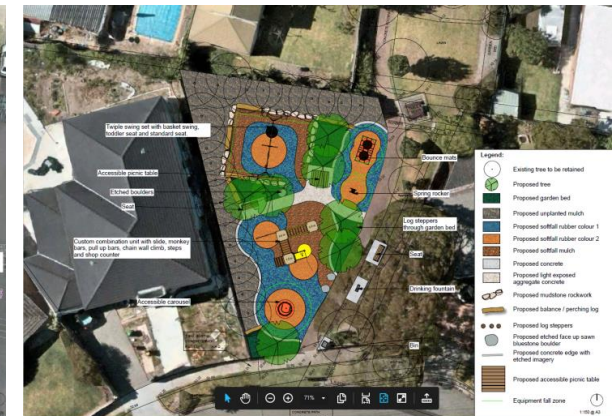 Twiple swing set with basket swing,
toddler seat and standard seat.
Accessible picnic table
Etched boulders
Seat
Custom combination unit with slide, monkey
bars, pull up bars, chain wall climb, steps
and shop counter
Accessible carousel
Bounce mats
Spring rocker
Log steppers
through garden bed
Seat
Drinking fountain
Bin
Legend:
Existing tree to be retained
Proposed tree
Proposed garden bed
Proposed unplanted mulch
Proposed softfall rubber colour 1
Proposed softfall rubber colour 2
Proposed softfall mulch
Proposed concrete
Proposed light exposed
aggregate concrete
Proposed mudstone rockwork
Proposed balance / perching log
Proposed log steppers
Proposed etched face up sawn
bluestone boulder
Proposed concrete edge with
etched imagery
Proposed accessible picnic table
Equipment fall zone
71%